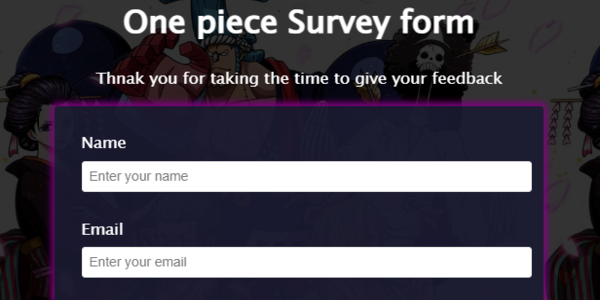 One piece Survey form
Thnak you for taking the time to give your feedback
Name
Enter your name
Email
Enter your email